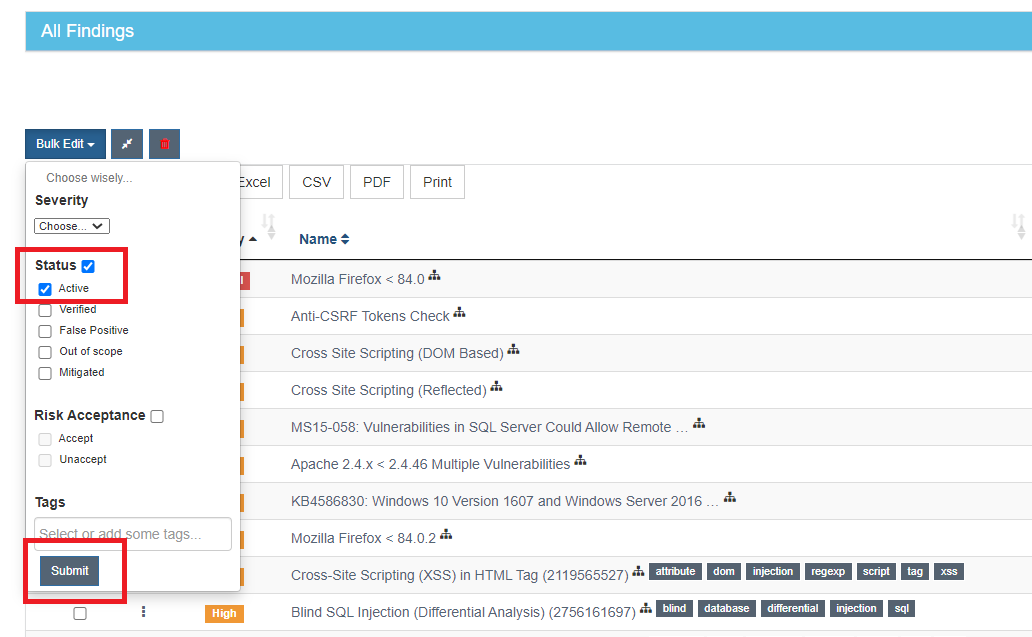 All Findings
Bulk Edit
Choose wisely...
Excel CSV PDF Print
Severity
Choose...
y Name
Status
Active
Mozilla Firefox < 84.0
Verified
Anti-CSRF Tokens Check
False Positive
Out of scope
Cross Site Scripting (DOM Based)
Mitigated
Cross Site Scripting (Reflected)
Risk Acceptance
MS15-058: Vulnerabilities in SQL Server Could Allow Remote …
Accept
Unaccept
Apache 2.4.x < 2.4.46 Multiple Vulnerabilities
Tags
KB4586830: Windows 10 Version 1607 and Windows Server 2016 …
Select or add some tags...
Mozilla Firefox < 84.0.2
Submit
Cross-Site Scripting (XSS) in HTML Tag (2119565527) attribute dom injection regexp script tag xss
High Blind SQL Injection (Differential Analysis) (2756161697) blind database differential injection sql